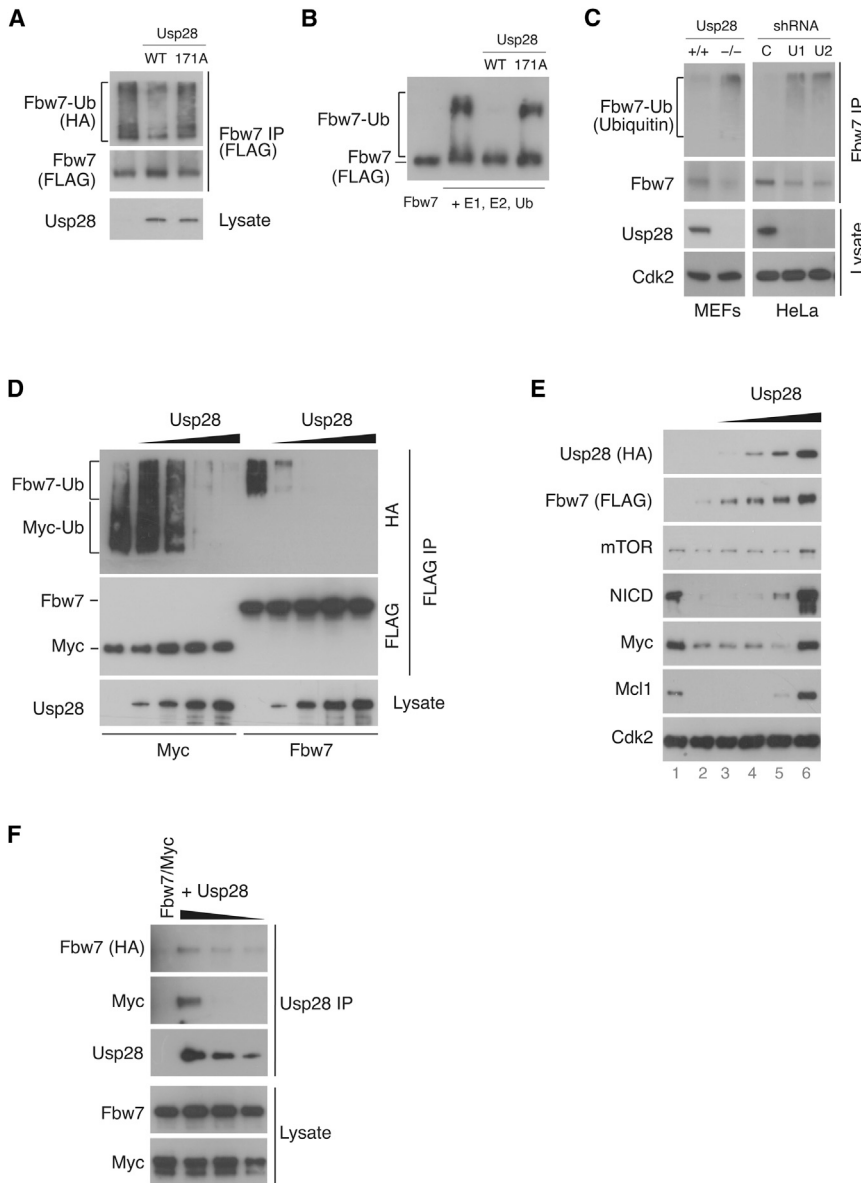 A
Usp28
WT 171A
Fbw7-Ub
(HA)
Fbw7
(FLAG)
Fbw7 IP
(FLAG)
Usp28
Lysate
B
Usp28
WT 171A
Fbw7-Ub
Fbw7
(FLAG)
Fbw7 + E1, E2, Ub
C
Usp28 shRNA
+/+ −/− C U1 U2
Fbw7-Ub
(Ubiquitin)
Fbw7
Fbw7 IP
Usp28
Cdk2
Lysate
MEFs HeLa
D
Usp28 Usp28
Fbw7-Ub
Myc-Ub
HA
Fbw7
Myc
FLAG
FLAG IP
Usp28
Lysate
Myc Fbw7
E
Usp28
Usp28 (HA)
Fbw7 (FLAG)
mTOR
NICD
Myc
Mcl1
Cdk2
1 2 3 4 5 6
F
Fbw7/Myc
+ Usp28
Fbw7 (HA)
Myc
Usp28
Usp28 IP
Fbw7
Myc
Lysate